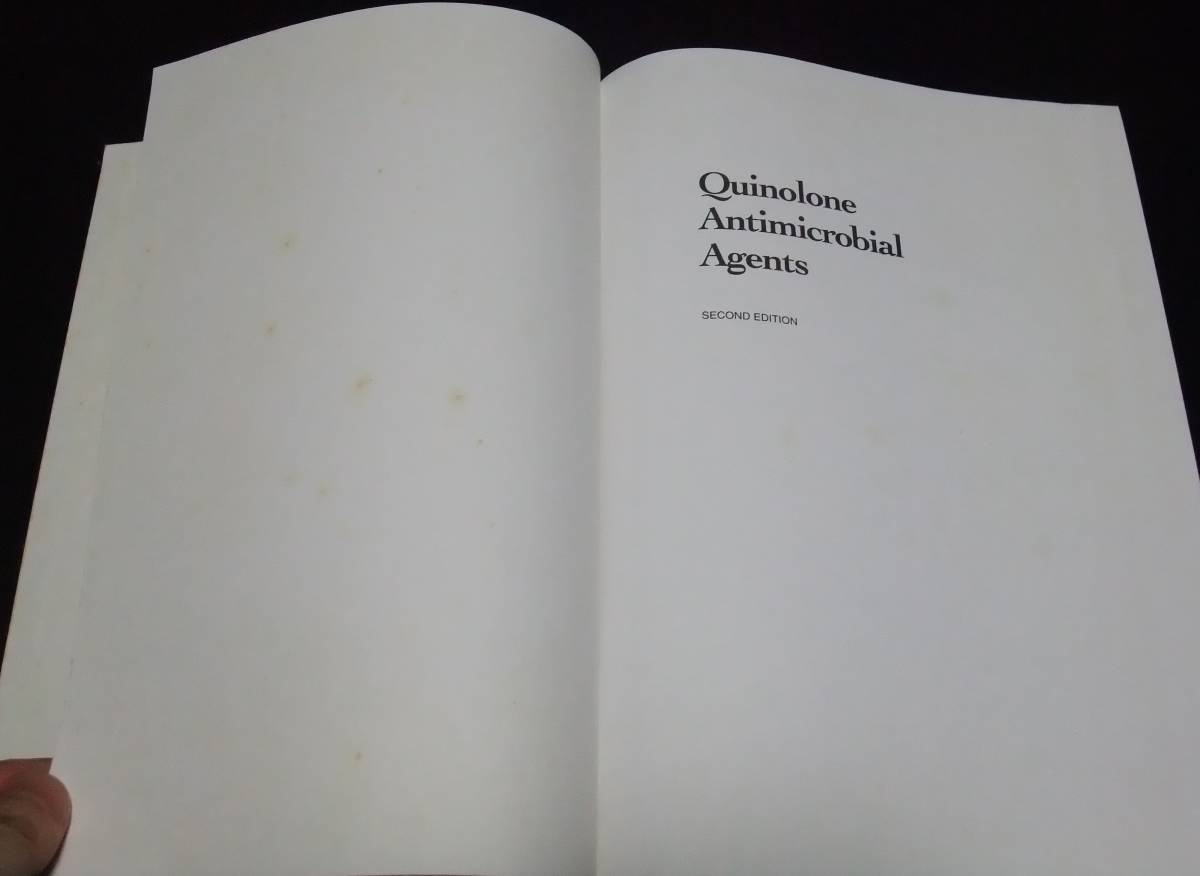 Quinolone
Antimicrobial
Agents
SECOND EDITION